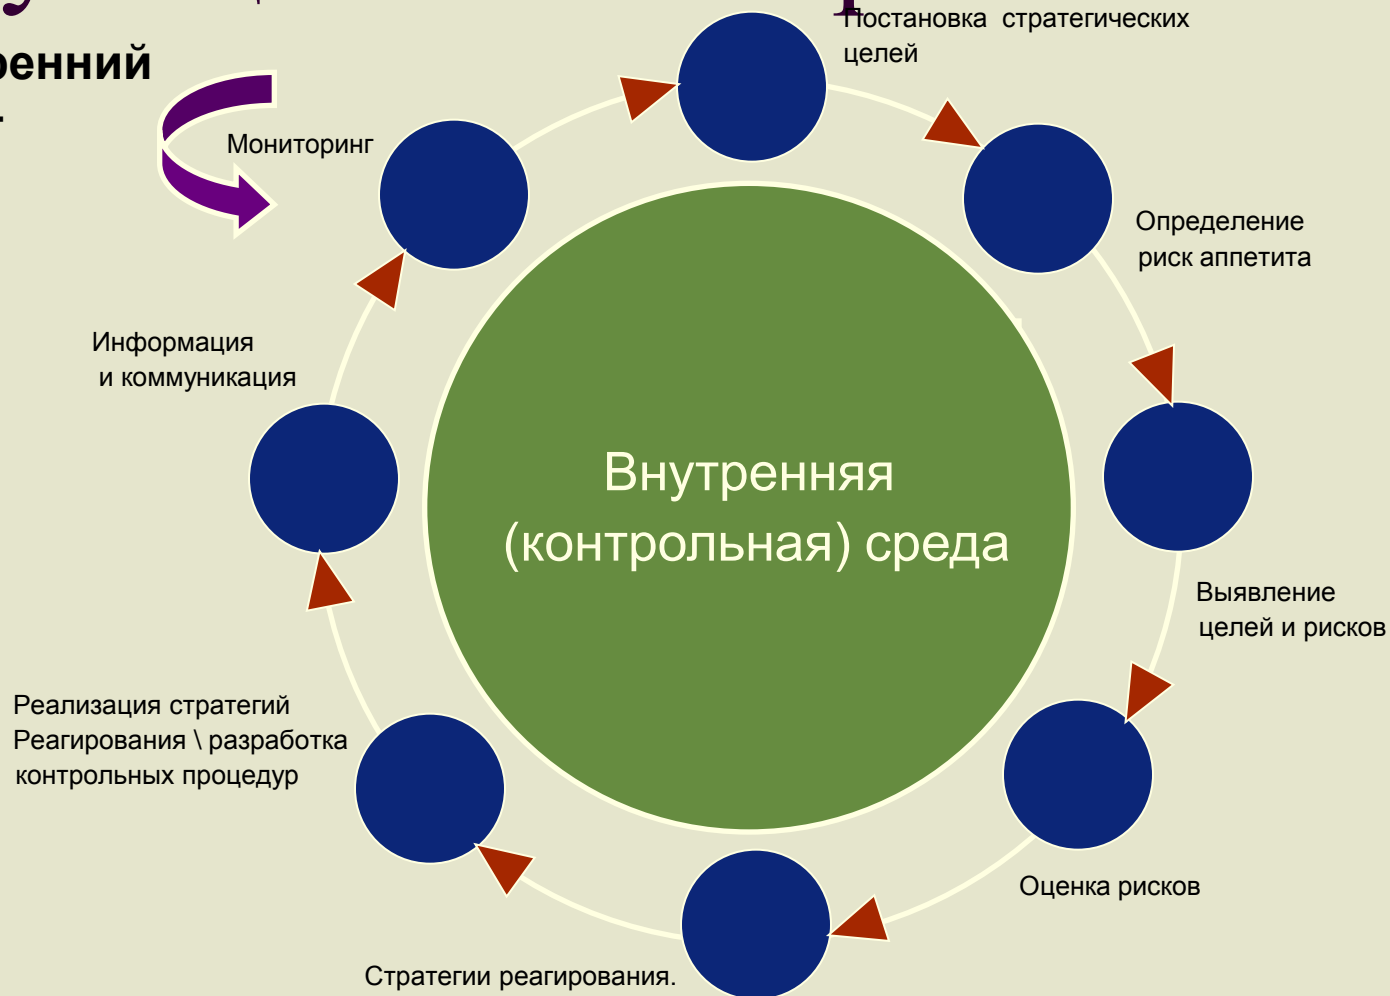 Постановка стратегических
целей
Мониторинг
Определение
риск аппетита
Информация
и коммуникация
Внутренняя
(контрольная) среда
Выявление
целей и рисков
Реализация стратегий
Реагирования \ разработка
контрольных процедур
Оценка рисков
Стратегии реагирования.